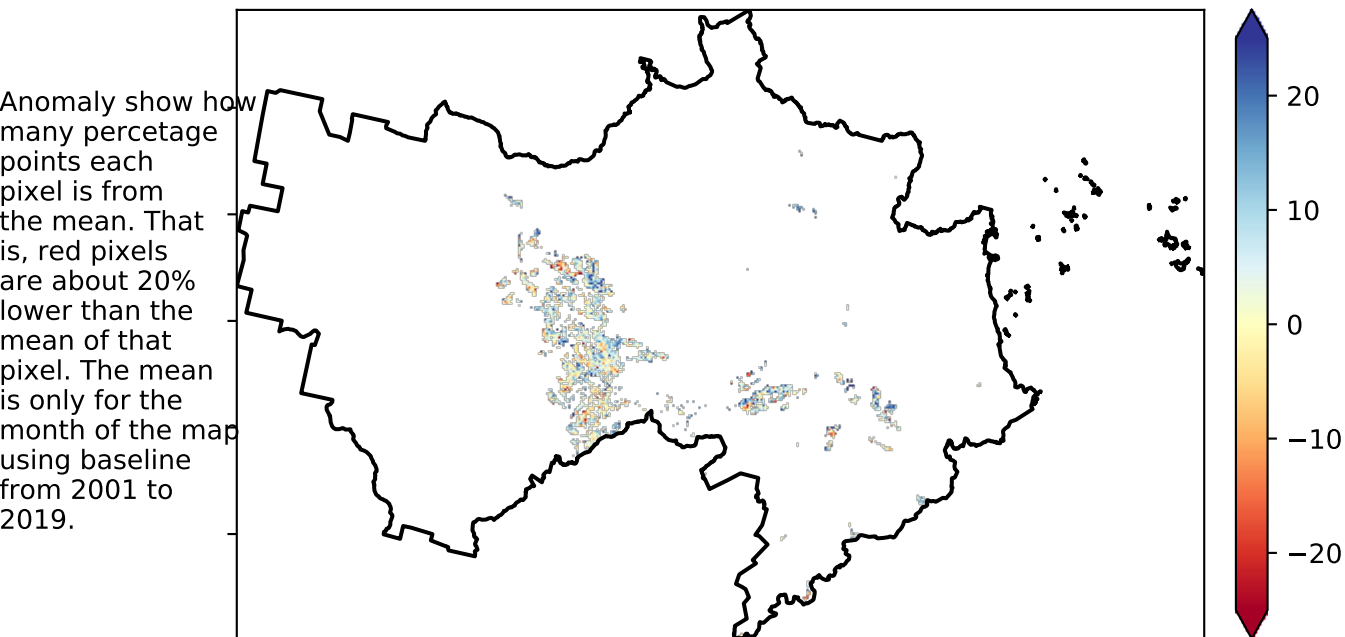 Anomaly show how
many percetage
points each
pixel is from
the mean. That
is, red pixels
are about 20%
lower than the
mean of that
pixel. The mean
is only for the
month of the map
using baseline
from 2001 to
2019.
20
10
0
−10
−20